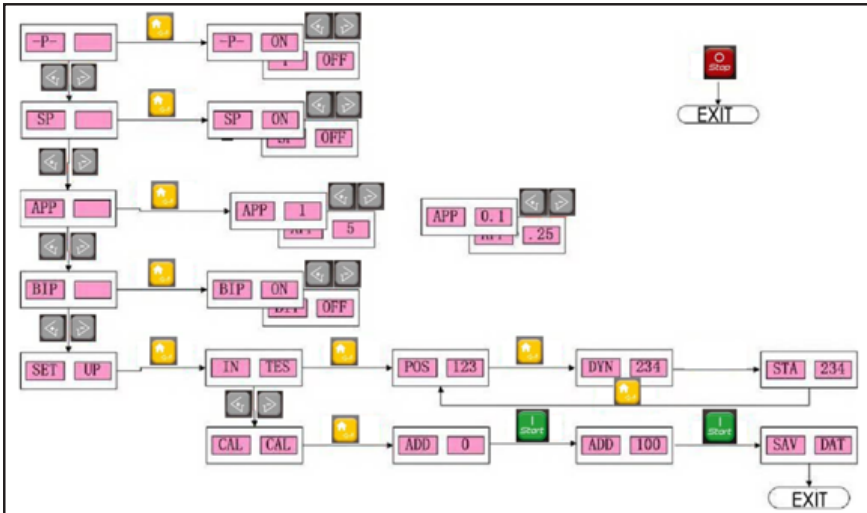 -P- -P- ON
OFF
Stop
EXIT
SP SP ON
OFF
APP APP 1 APP 0.1
5 .25
BIP BIP ON
OFF
SET UP IN TES POS 123 DYN 234 STA 234
CAL CAL ADD 0 Start ADD 100 Start SAV DAT
EXIT